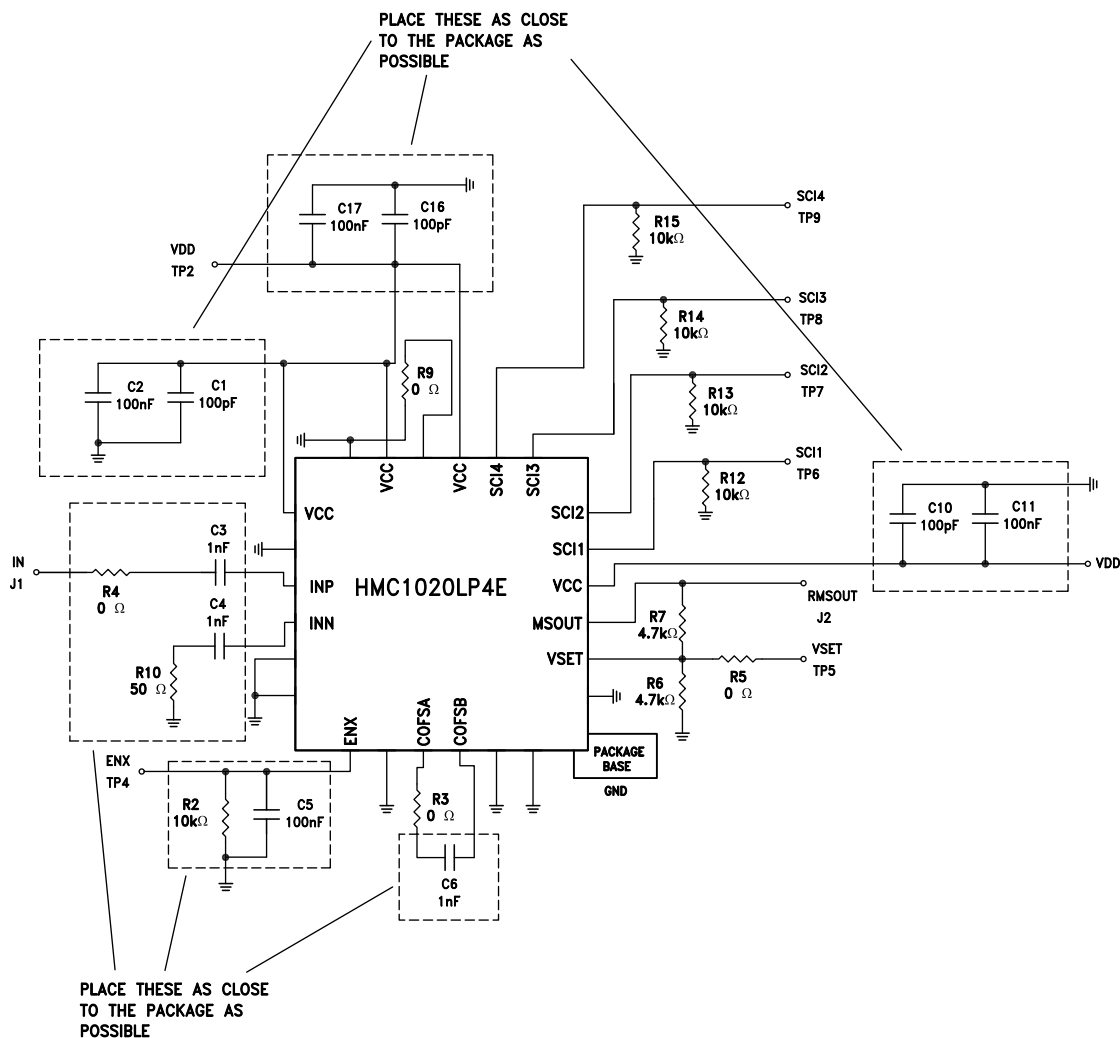 PLACE THESE AS CLOSE
TO THE PACKAGE AS
POSSIBLE
C17
100nF
C16
100pF
VDD
TP2
SCI4
TP9
R15
10kΩ
SCI3
TP8
R14
10kΩ
C2
100nF
C1
100pF
R9
0 Ω
SCI2
TP7
R13
10kΩ
SCI1
TP6
R12
10kΩ
VCC
VCC
SCI4
SCI3
C10
100pF
C11
100nF
VDD
VCC
SCI2
SCI1
VCC
MSOUT
VSET
INP
INN
HMC1020LP4E
C3
1nF
IN
J1
R4
0 Ω
C4
1nF
R10
50 Ω
RMSOUT
J2
R7
4.7kΩ
VSET
TP5
R5
0 Ω
R6
4.7kΩ
ENX
COFSA
COFSB
PACKAGE
BASE
GND
ENX
TP4
R2
10kΩ
C5
100nF
R3
0 Ω
C6
1nF
PLACE THESE AS CLOSE
TO THE PACKAGE AS
POSSIBLE